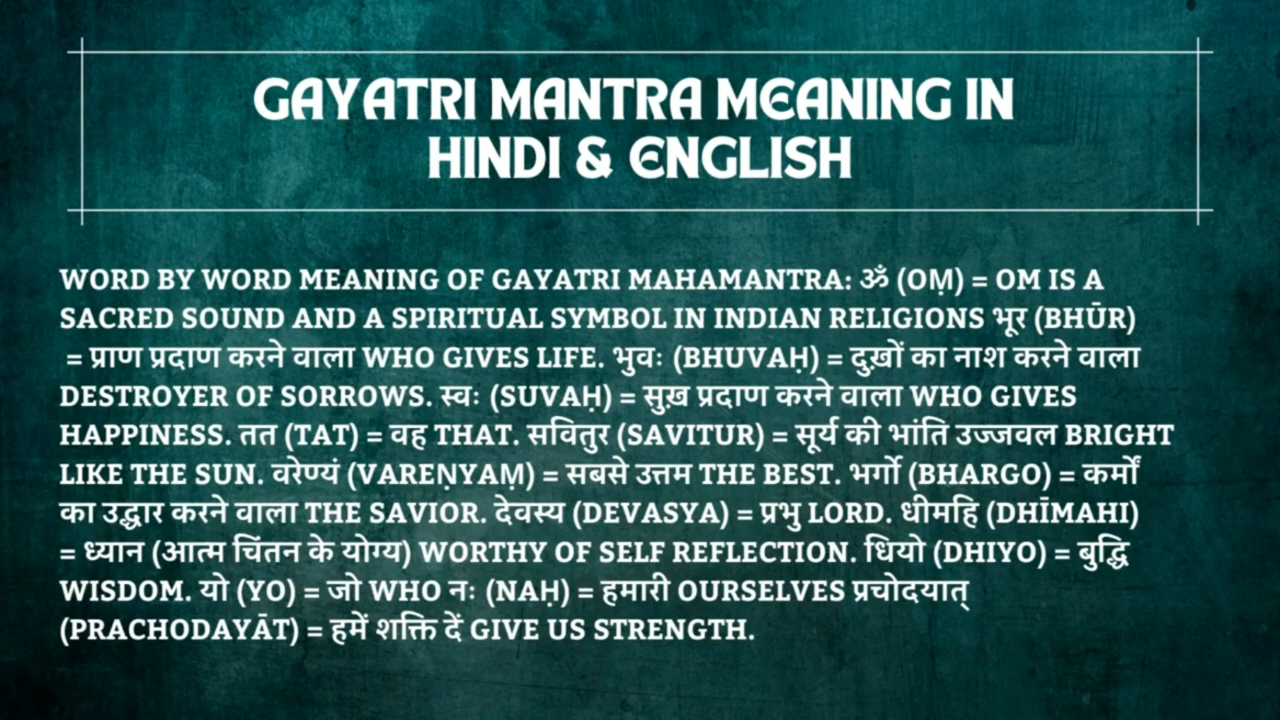 GAYATRI MANTRA MEANING IN
HINDI & ENGLISH
WORD BY WORD MEANING OF GAYATRI MAHAMANTRA: ॐ (OṂ) = OM IS A
SACRED SOUND AND A SPIRITUAL SYMBOL IN INDIAN RELIGIONS भूर (BHŪR)
= प्राण प्रदाण करने वाला WHO GIVES LIFE. भुवः (BHUVAḤ) = दुख़ों का नाश करने वाला
DESTROYER OF SORROWS. स्वः (SUVAḤ) = सुख़ प्रदाण करने वाला WHO GIVES
HAPPINESS. तत (TAT) = वह THAT. सवितुर (SAVITUR) = सूर्य की भांति उज्जवल BRIGHT
LIKE THE SUN. वरेण्यं (VAREṆYAṂ) = सबसे उत्तम THE BEST. भर्गो (BHARGO) = कर्मों
का उद्धार करने वाला THE SAVIOR. देवस्य (DEVASYA) = प्रभु LORD. धीमहि (DHĪMAHI)
= ध्यान (आत्म चिंतन के योग्य) WORTHY OF SELF REFLECTION. धियो (DHIYO) = बुद्धि
WISDOM. यो (YO) = जो WHO नः (NAḤ) = हमारी OURSELVES प्रचोदयात्
(PRACHODAYĀT) = हमें शक्ति दें GIVE US STRENGTH.